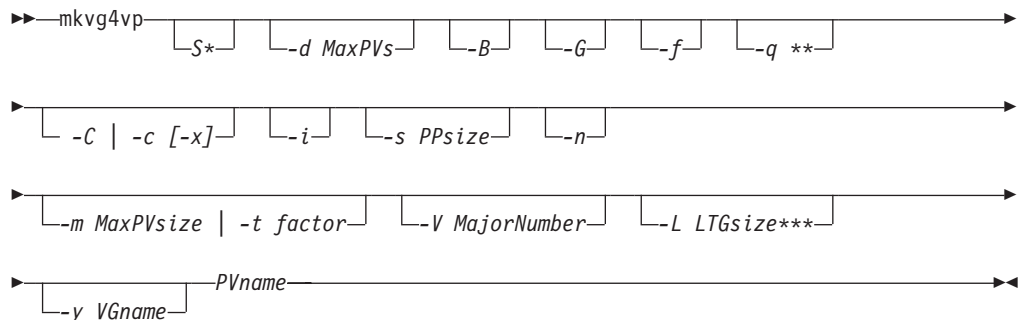 mkvg4vp S* -d MaxPVs -B -G -f -q **
-C | -c [-x] -i -s PPsize -n
-m MaxPVsize | -t factor -V MajorNumber -L LTGsize***
-y VGname PVname